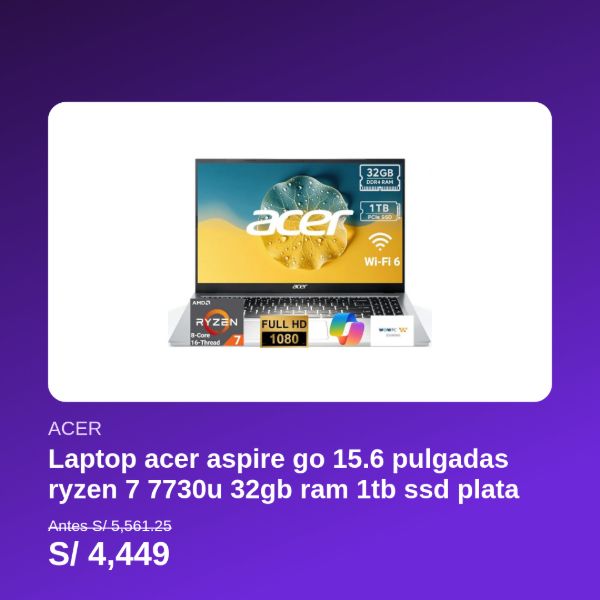 32GB
DDR4 RAM
1TB
PCIe SSD
acer
Wi-Fi 6
acer
AMD
RYZEN
8-Core
16-Thread
7
FULL HD
1080
ACER
Laptop acer aspire go 15.6 pulgadas
ryzen 7 7730u 32gb ram 1tb ssd plata
Antes S/ 5,561.25
S/ 4,449